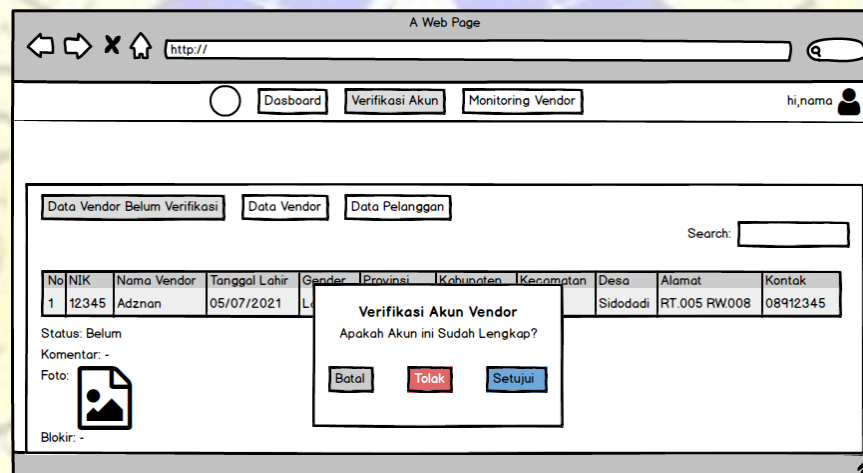 A Web Page
http://
Dasboard Verifikasi Akun Monitoring Vendor hi,nama
Data Vendor Belum Verifikasi Data Vendor Data Pelanggan
Search:
No NIK Nama Vendor Tanggal Lahir Gender Provinsi Kabupaten Kecamatan Desa Alamat Kontak
1 12345 Adznan 05/07/2021 Sidodadi RT.005 RW.008 08912345
Verifikasi Akun Vendor
Apakah Akun ini Sudah Lengkap?
Batal Tolak Setujui
Status: Belum
Komentar: -
Foto:
Blokir: -